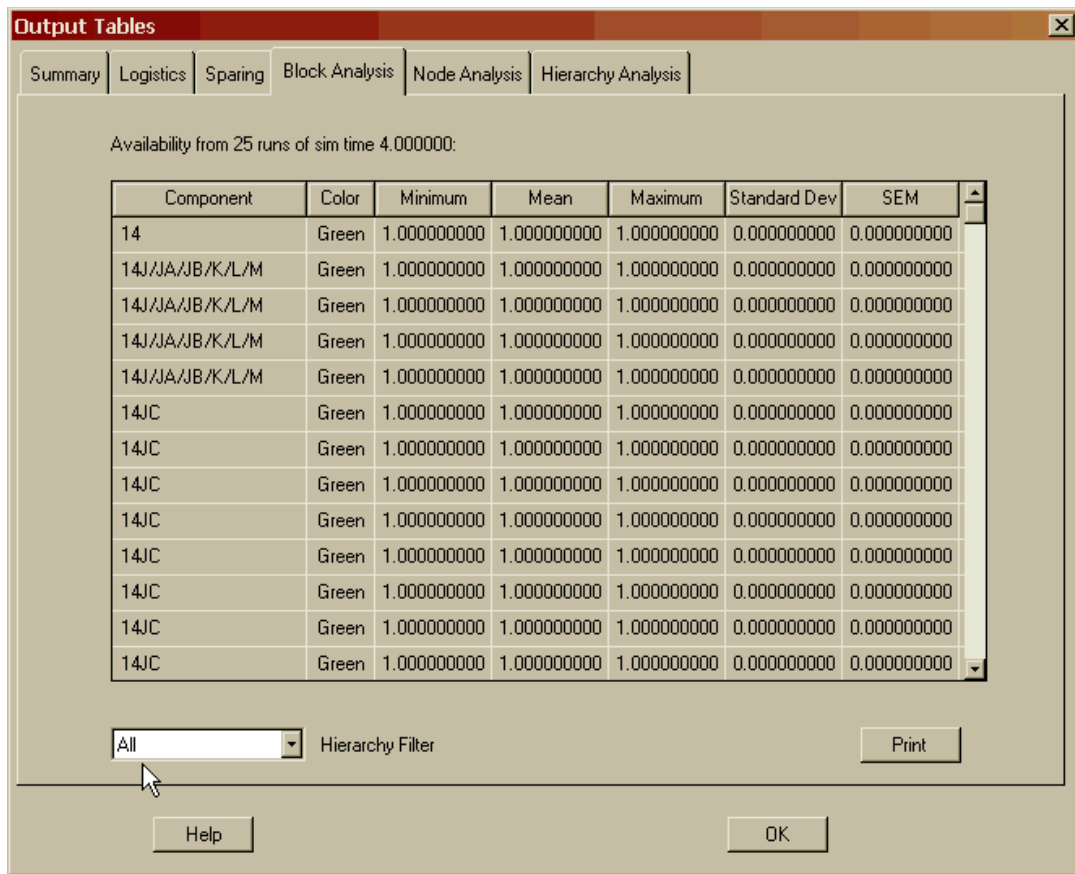 Output Tables
Summary Logistics Sparing Block Analysis Node Analysis Hierarchy Analysis
Availability from 25 runs of sim time 4.000000:
Component Color Minimum Mean Maximum Standard Dev SEM
14 Green 1.000000000 1.000000000 1.000000000 0.000000000 0.000000000
14J/JA/JB/K/L/M Green 1.000000000 1.000000000 1.000000000 0.000000000 0.000000000
14J/JA/JB/K/L/M Green 1.000000000 1.000000000 1.000000000 0.000000000 0.000000000
14J/JA/JB/K/L/M Green 1.000000000 1.000000000 1.000000000 0.000000000 0.000000000
14J/JA/JB/K/L/M Green 1.000000000 1.000000000 1.000000000 0.000000000 0.000000000
14JC Green 1.000000000 1.000000000 1.000000000 0.000000000 0.000000000
14JC Green 1.000000000 1.000000000 1.000000000 0.000000000 0.000000000
14JC Green 1.000000000 1.000000000 1.000000000 0.000000000 0.000000000
14JC Green 1.000000000 1.000000000 1.000000000 0.000000000 0.000000000
14JC Green 1.000000000 1.000000000 1.000000000 0.000000000 0.000000000
14JC Green 1.000000000 1.000000000 1.000000000 0.000000000 0.000000000
14JC Green 1.000000000 1.000000000 1.000000000 0.000000000 0.000000000
14JC Green 1.000000000 1.000000000 1.000000000 0.000000000 0.000000000
All Hierarchy Filter Print
Help OK